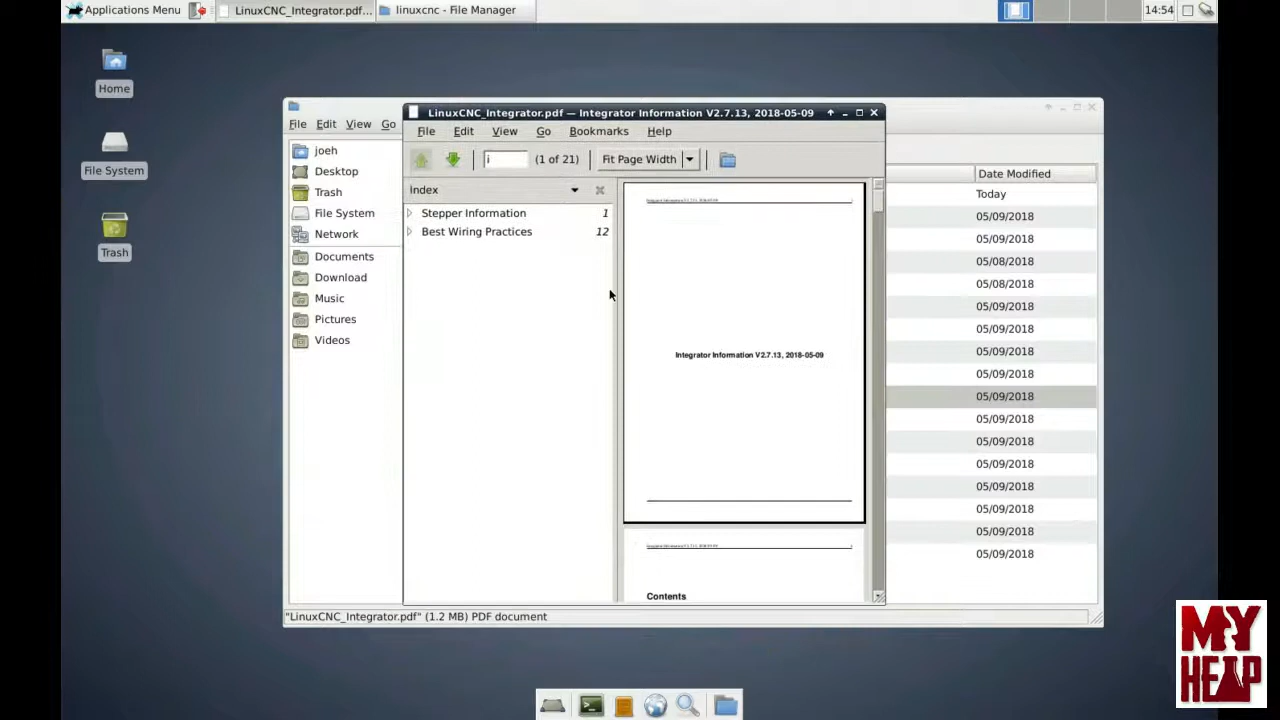 Applications Menu
LinuxCNC_Integrator.pdf...
linuxcnc - File Manager
14:54
Home
File System
Trash
File Edit View Go
joeh
Desktop
Trash
File System
Network
Documents
Download
Music
Pictures
Videos
LinuxCNC_Integrator.pdf — Integrator Information V2.7.13, 2018-05-09
File Edit View Go Bookmarks Help
i
(1 of 21)
Fit Page Width
Index
Stepper Information 1
Best Wiring Practices 12
Integrator Information V2.7.13, 2018-05-09
Contents
Date Modified
Today
05/09/2018
05/09/2018
05/08/2018
05/08/2018
05/09/2018
05/09/2018
05/09/2018
05/09/2018
05/09/2018
05/09/2018
05/09/2018
05/09/2018
05/09/2018
05/09/2018
05/09/2018
05/09/2018
"LinuxCNC_Integrator.pdf" (1.2 MB) PDF document
MY
HELP